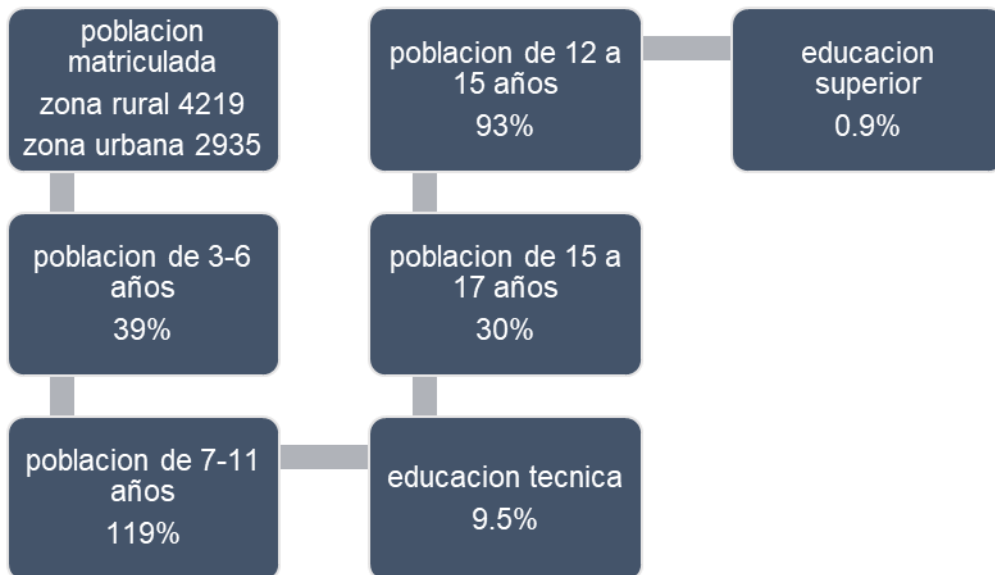 poblacion
matriculada
zona rural 4219
zona urbana 2935
poblacion de 3-6
años
39%
poblacion de 7-11
años
119%
educacion tecnica
9.5%
poblacion de 15 a
17 años
30%
poblacion de 12 a
15 años
93%
educacion
superior
0.9%